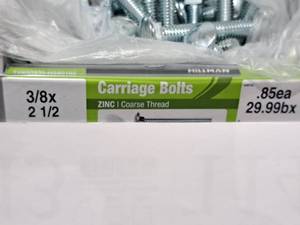 HILLMAN
3/8x
2 1/2
Carriage Bolts
ZINC | Coarse Thread
.85ea
29.99bx